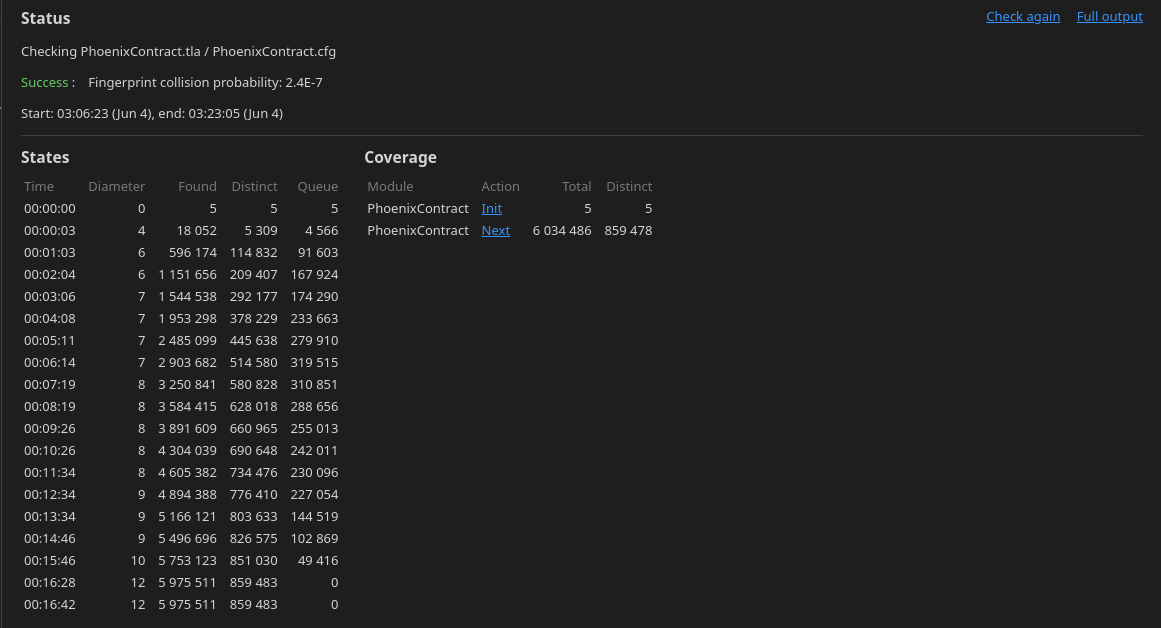 Status
Check again Full output
Checking PhoenixContract.tla / PhoenixContract.cfg
Success : Fingerprint collision probability: 2.4E-7
Start: 03:06:23 (Jun 4), end: 03:23:05 (Jun 4)
States
Time Diameter Found Distinct Queue
00:00:00 0 5 5 5
00:00:03 4 18 052 5 309 4 566
00:01:03 6 596 174 114 832 91 603
00:02:04 6 1 151 656 209 407 167 924
00:03:06 7 1 544 538 292 177 174 290
00:04:08 7 1 953 298 378 229 233 663
00:05:11 7 2 485 099 445 638 279 910
00:06:14 7 2 903 682 514 580 319 515
00:07:19 8 3 250 841 580 828 310 851
00:08:19 8 3 584 415 628 018 288 656
00:09:26 8 3 891 609 660 965 255 013
00:10:26 8 4 304 039 690 648 242 011
00:11:34 8 4 605 382 734 476 230 096
00:12:34 9 4 894 388 776 410 227 054
00:13:34 9 5 166 121 803 633 144 519
00:14:46 9 5 496 696 826 575 102 869
00:15:46 10 5 753 123 851 030 49 416
00:16:28 12 5 975 511 859 483 0
00:16:42 12 5 975 511 859 483 0
Coverage
Module Action Total Distinct
PhoenixContract Init 5 5
PhoenixContract Next 6 034 486 859 478